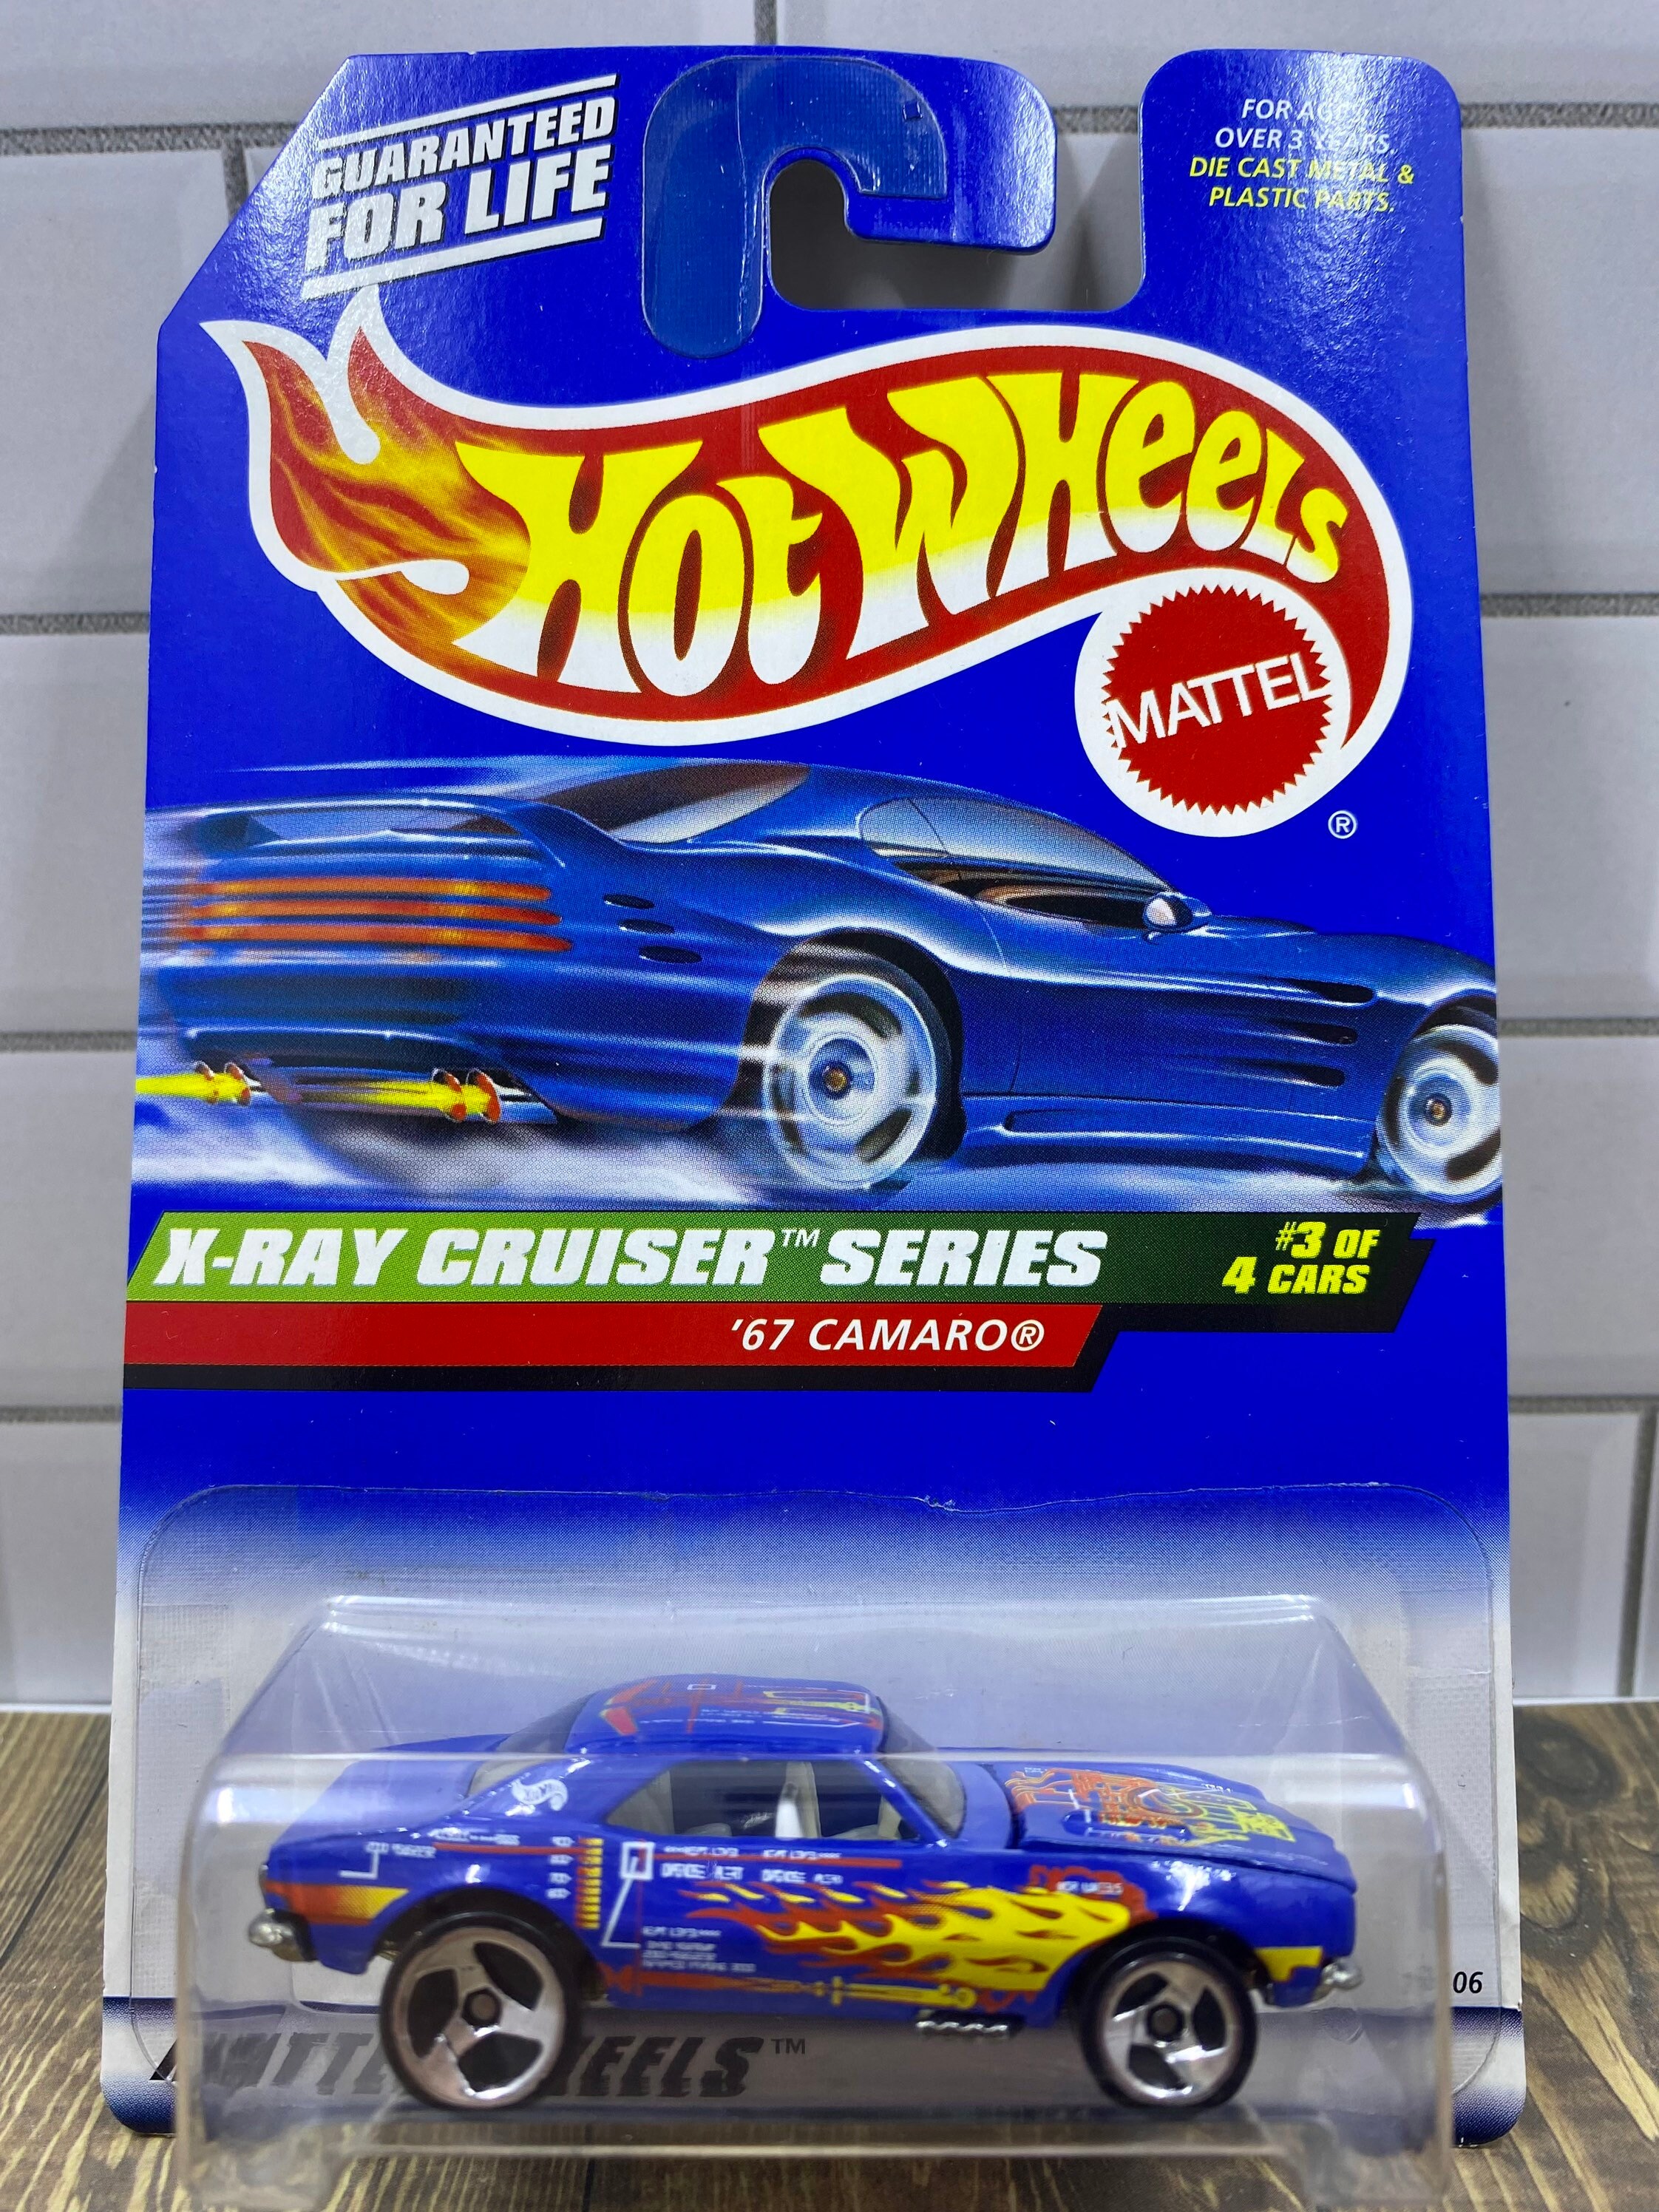 GUARANTEED
FOR LIFE
FOR AGES
OVER 3 YEARS.
DIE CAST METAL &
PLASTIC PARTS.
HOT WHEELS
MATTEL
®
X-RAY CRUISER™ SERIES
#3 OF
4 CARS
'67 CAMARO®
06
WHEELS™